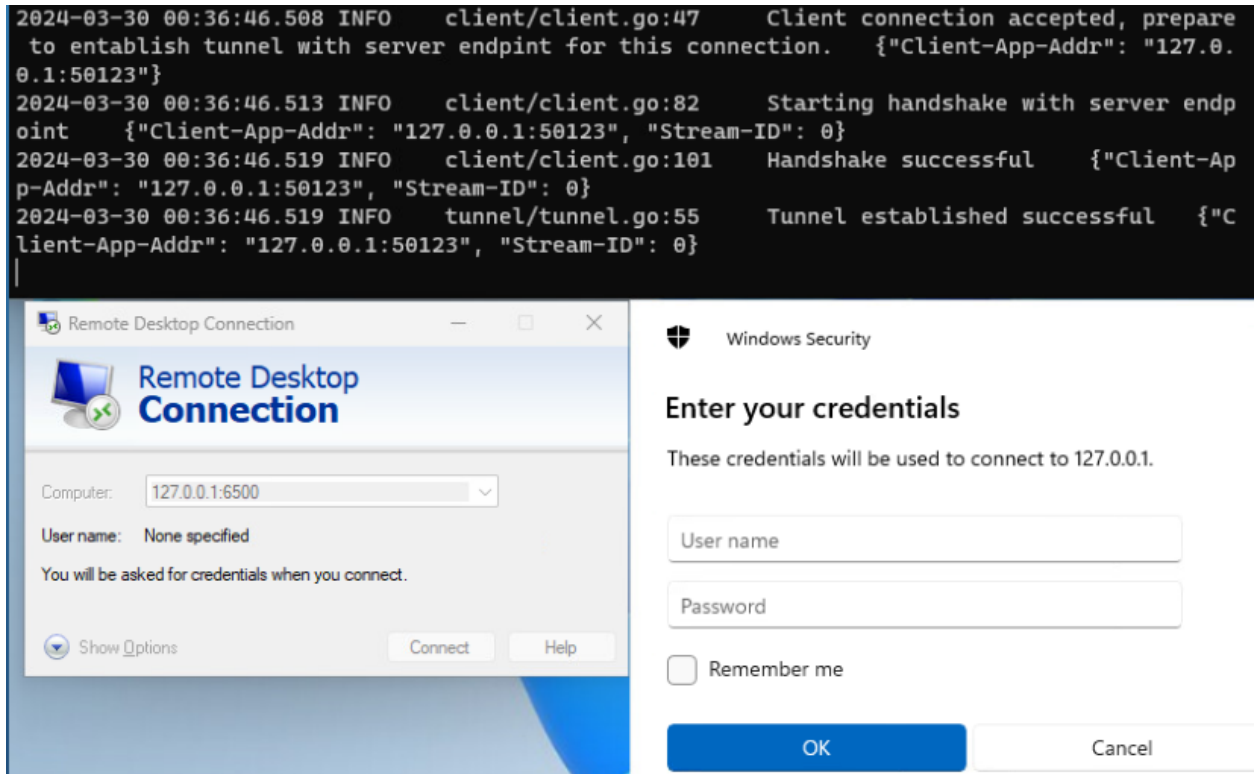 2024-03-30 00:36:46.508 INFO    client/client.go:47     Client connection accepted, prepare
 to entablish tunnel with server endpint for this connection.   {"Client-App-Addr": "127.0.
0.1:50123"}
2024-03-30 00:36:46.513 INFO    client/client.go:82     Starting handshake with server endp
oint    {"Client-App-Addr": "127.0.0.1:50123", "Stream-ID": 0}
2024-03-30 00:36:46.519 INFO    client/client.go:101    Handshake successful    {"Client-Ap
p-Addr": "127.0.0.1:50123", "Stream-ID": 0}
2024-03-30 00:36:46.519 INFO    tunnel/tunnel.go:55     Tunnel established successful   {"C
lient-App-Addr": "127.0.0.1:50123", "Stream-ID": 0}
Remote Desktop Connection
Remote Desktop
Connection
Computer: 127.0.0.1:6500
User name: None specified
You will be asked for credentials when you connect.
Show Options Connect Help
Windows Security
Enter your credentials
These credentials will be used to connect to 127.0.0.1.
User name
Password
Remember me
OK Cancel